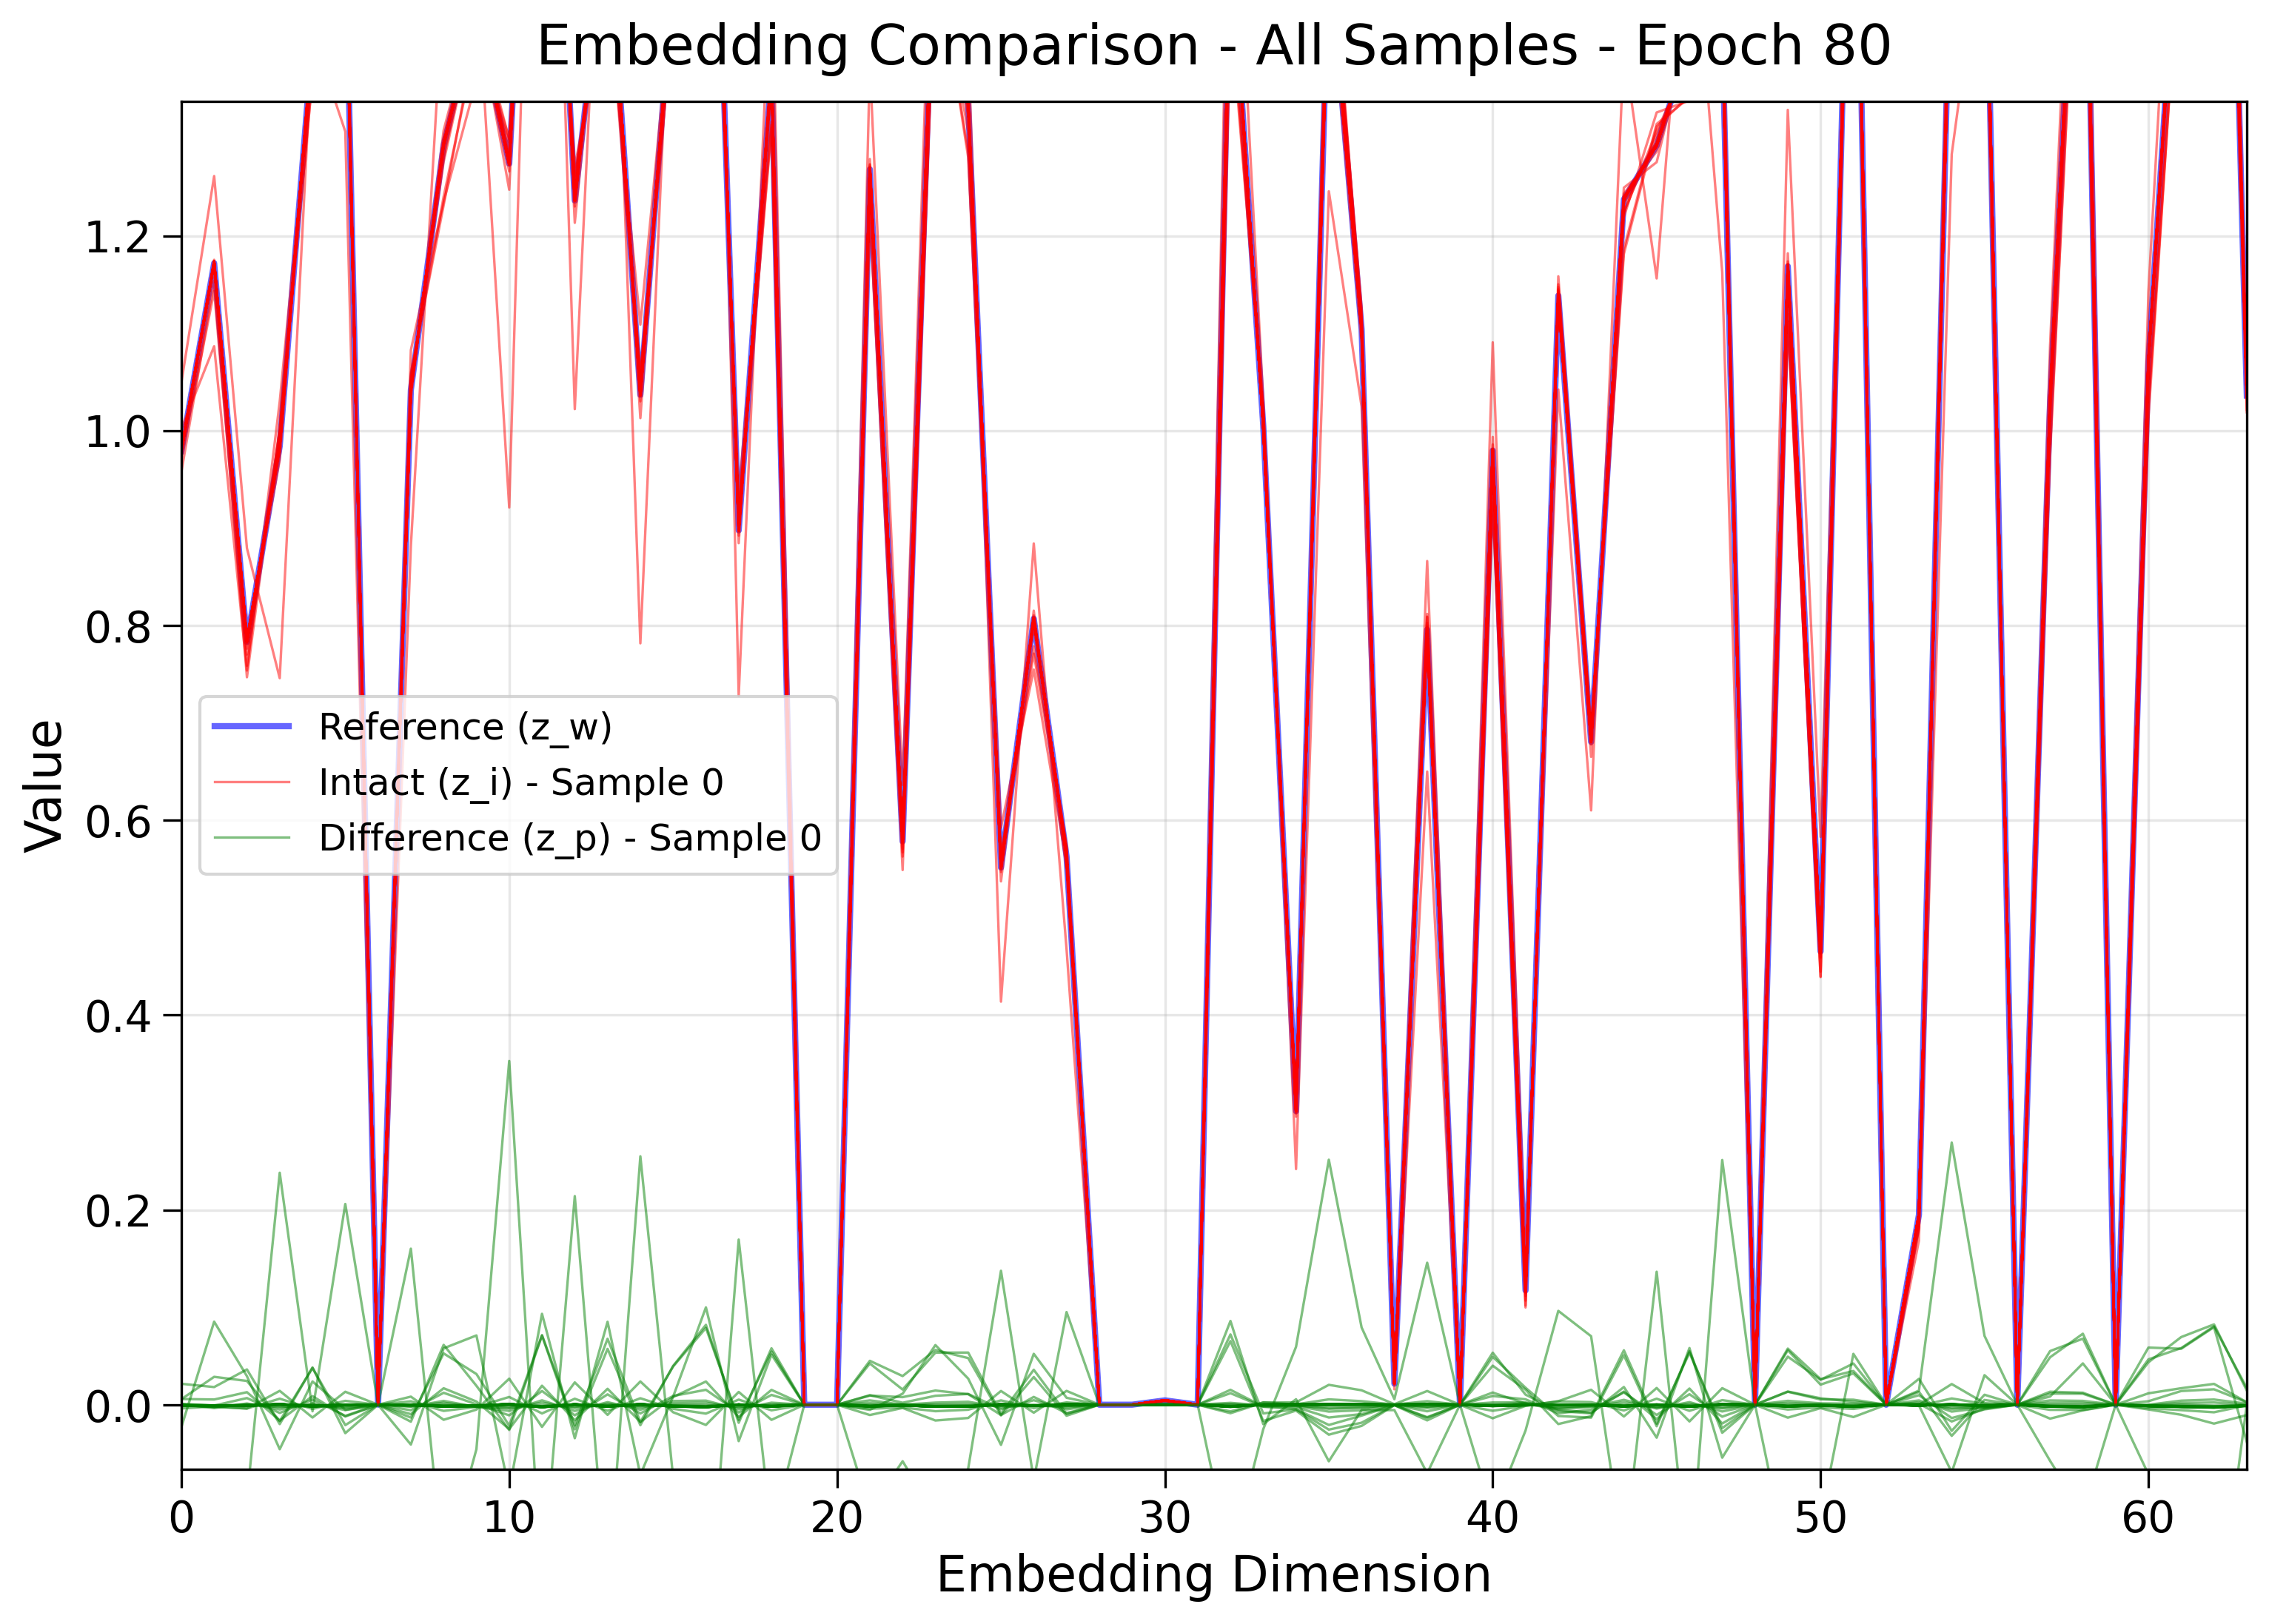 Embedding Comparison - All Samples - Epoch 80
Value
1.2
1.0
0.8
0.6
0.4
0.2
0.0
Reference (z_w)
Intact (z_i) - Sample 0
Difference (z_p) - Sample 0
0 10 20 30 40 50 60
Embedding Dimension